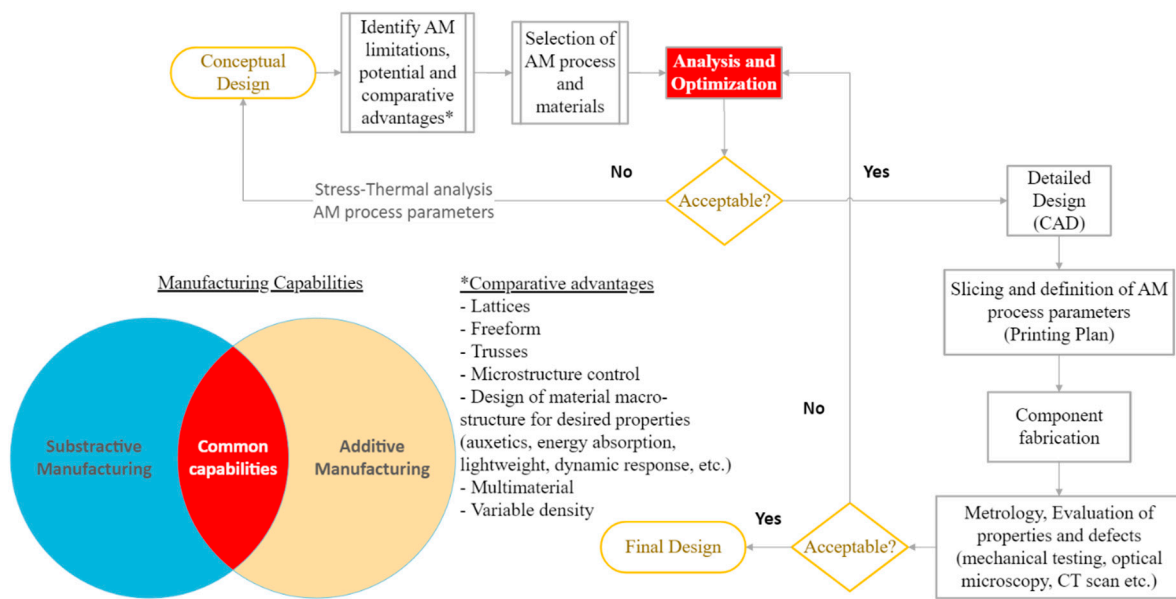 Conceptual
Design
Identify AM
limitations,
potential and
comparative
advantages*
Selection of
AM process
and
materials
Analysis and
Optimization
No
Yes
Stress-Thermal analysis
AM process parameters
Acceptable?
Detailed
Design
(CAD)
Slicing and definition of AM
process parameters
(Printing Plan)
Component
fabrication
Metrology, Evaluation of
properties and defects
(mechanical testing, optical
microscopy, CT scan etc.)
Acceptable?
No
Yes
Final Design
Manufacturing Capabilities
Substractive
Manufacturing
Common
capabilities
Additive
Manufacturing
*Comparative advantages
- Lattices
- Freeform
- Trusses
- Microstructure control
- Design of material macro-
structure for desired properties
(auxetics, energy absorption,
lightweight, dynamic response, etc.)
- Multimaterial
- Variable density